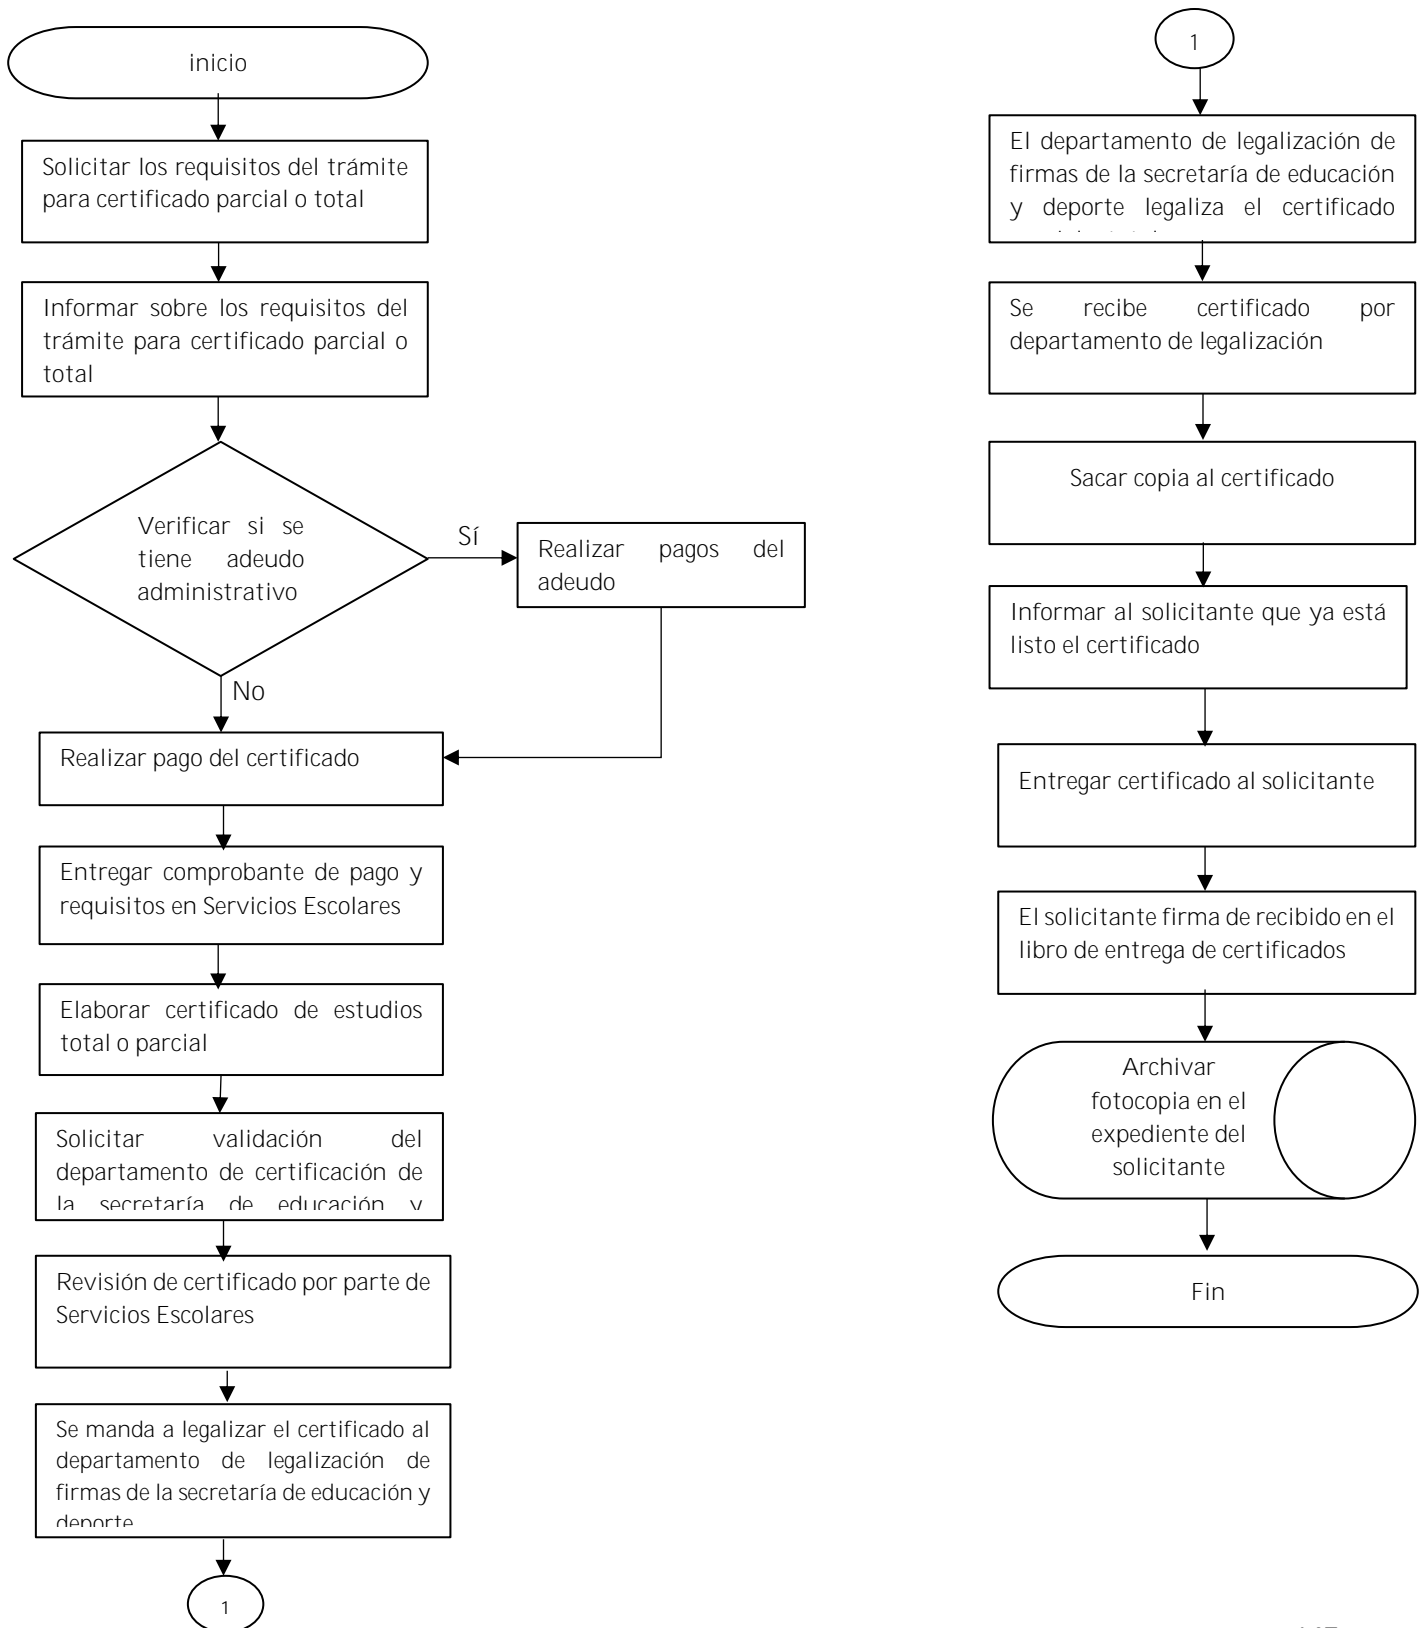 inicio
Solicitar los requisitos del trámite
para certificado parcial o total
Informar sobre los requisitos del
trámite para certificado parcial o
total
Verificar si se
tiene adeudo
administrativo
Sí
Realizar pagos del
adeudo
No
Realizar pago del certificado
Entregar comprobante de pago y
requisitos en Servicios Escolares
Elaborar certificado de estudios
total o parcial
Solicitar validación del
departamento de certificación de
la secretaría de educación y
Revisión de certificado por parte de
Servicios Escolares
Se manda a legalizar el certificado al
departamento de legalización de
firmas de la secretaría de educación y
deporte
1
1
El departamento de legalización de
firmas de la secretaría de educación
y deporte legaliza el certificado
Se recibe certificado por
departamento de legalización
Sacar copia al certificado
Informar al solicitante que ya está
listo el certificado
Entregar certificado al solicitante
El solicitante firma de recibido en el
libro de entrega de certificados
Archivar
fotocopia en el
expediente del
solicitante
Fin